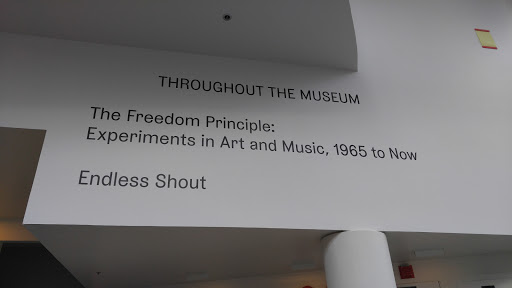 THROUGHOUT THE MUSEUM
The Freedom Principle:
Experiments in Art and Music, 1965 to Now
Endless Shout